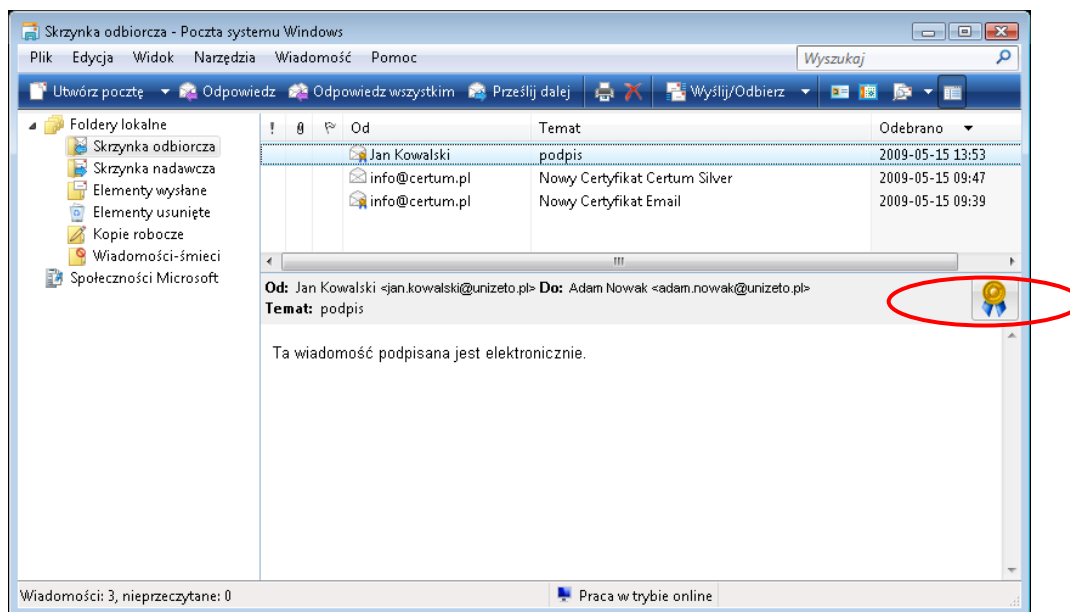 Skrzynka odbiorcza - Poczta systemu Windows
Plik Edycja Widok Narzędzia Wiadomość Pomoc Wyszukaj
Utwórz pocztę Odpowiedz Odpowiedz wszystkim Prześlij dalej Wyślij/Odbierz
Foldery lokalne
Skrzynka odbiorcza
Skrzynka nadawcza
Elementy wysłane
Elementy usunięte
Kopie robocze
Wiadomości-śmieci
Społeczności Microsoft
! Od Temat Odebrano
Jan Kowalski podpis 2009-05-15 13:53
info@certum.pl Nowy Certyfikat Certum Silver 2009-05-15 09:47
info@certum.pl Nowy Certyfikat Email 2009-05-15 09:39
Od: Jan Kowalski <jan.kowalski@unizeto.pl> Do: Adam Nowak <adam.nowak@unizeto.pl>
Temat: podpis
Ta wiadomość podpisana jest elektronicznie.
Wiadomości: 3, nieprzeczytane: 0 Praca w trybie online